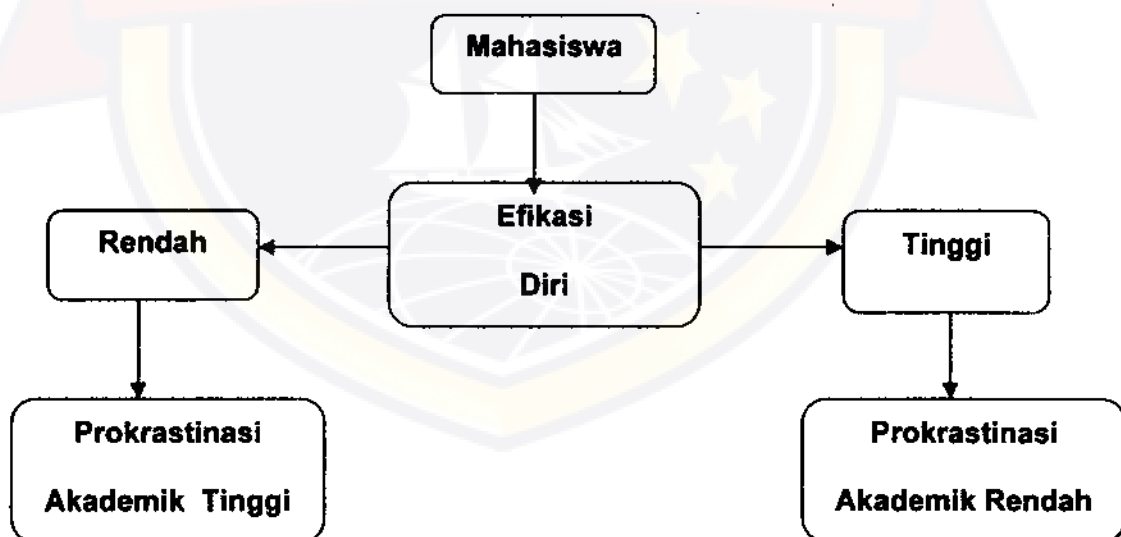 Mahasiswa
Efikasi
Diri
Rendah
Tinggi
Prokrastinasi
Akademik Tinggi
Prokrastinasi
Akademik Rendah